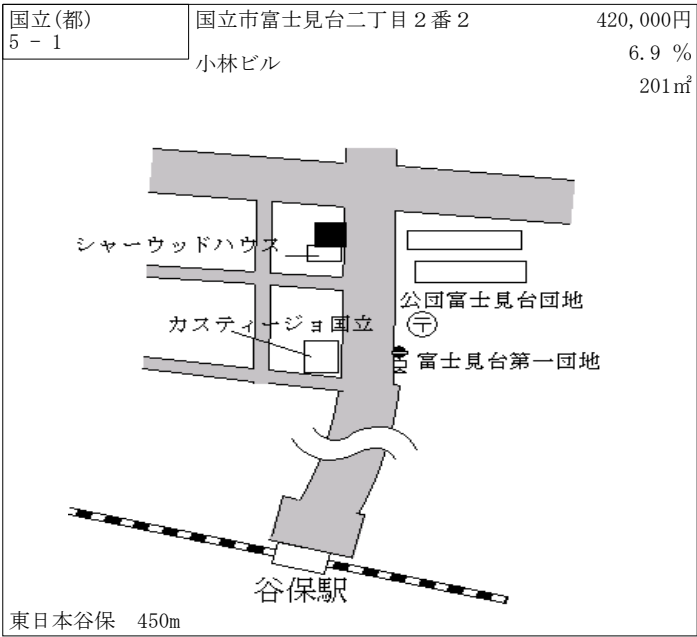 国立(都)
5 - 1
国立市富士見台二丁目２番２
小林ビル
420,000円
6.9 %
201㎡
シャーウッドハウス
公団富士見台団地
カスティージョ国立
〒
富士見台第一団地
谷保駅
東日本谷保　450m